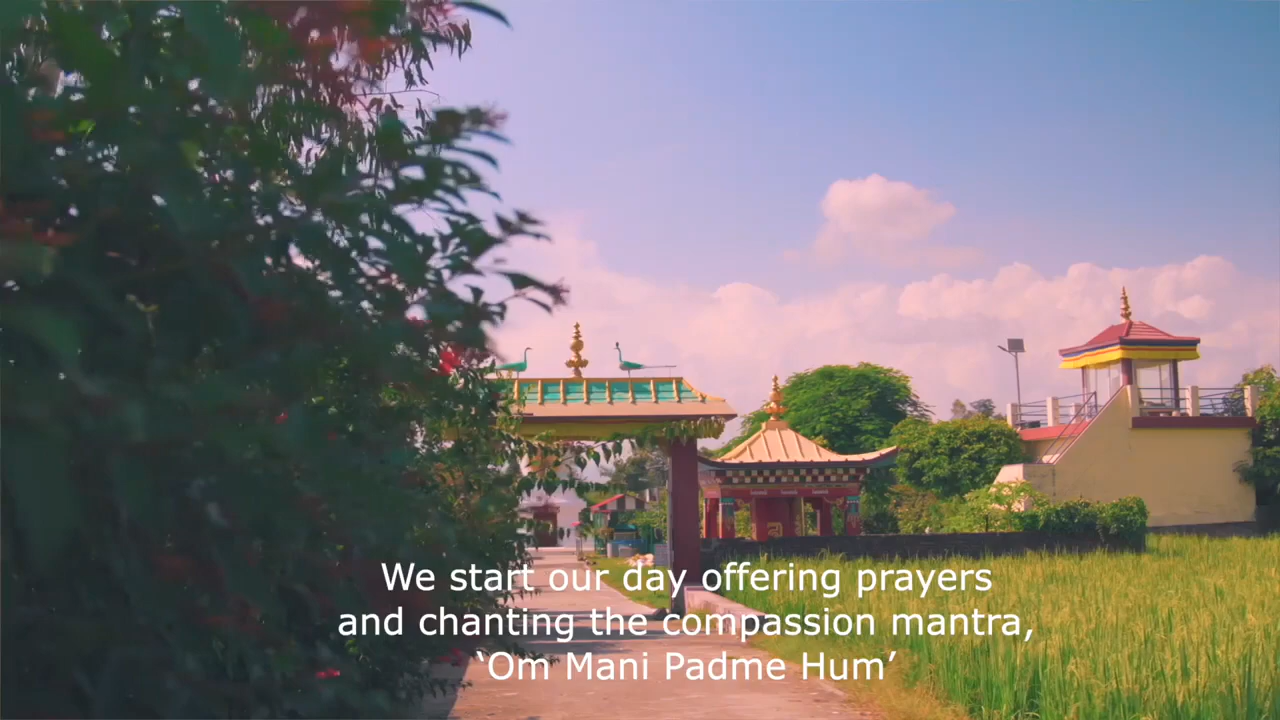 We start our day offering prayers
and chanting the compassion mantra,
‘Om Mani Padme Hum’